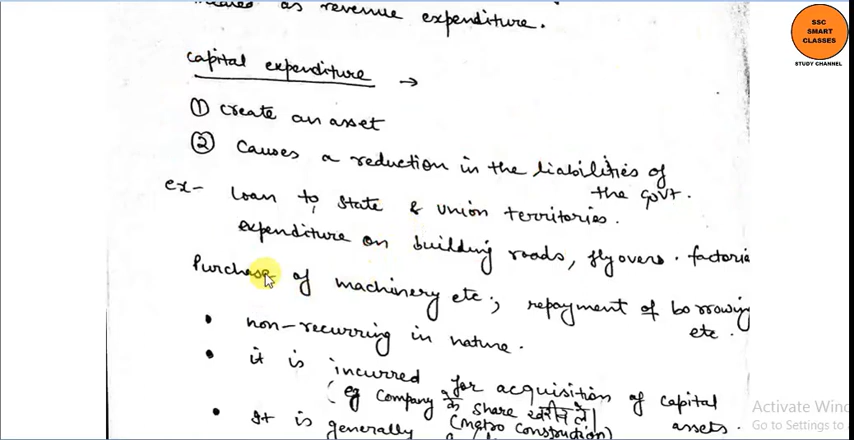 as revenue expenditure.
SSC
SMART
CLASSES
STUDY CHANNEL
Capital expenditure →
① Create an asset
② Causes a reduction in the liabilities of
the Govt.
ex- Loan to State & Union territories.
expenditure on building roads, flyovers. factorie
Purchase of machinery etc., repayment of borrowing
etc.
• non-recurring in nature.
• it is incurred for acquisition of capital
assets.
(eg Company के share खरीद ले।
• It is generally (metro construction)
Activate Wind
Go to Settings to